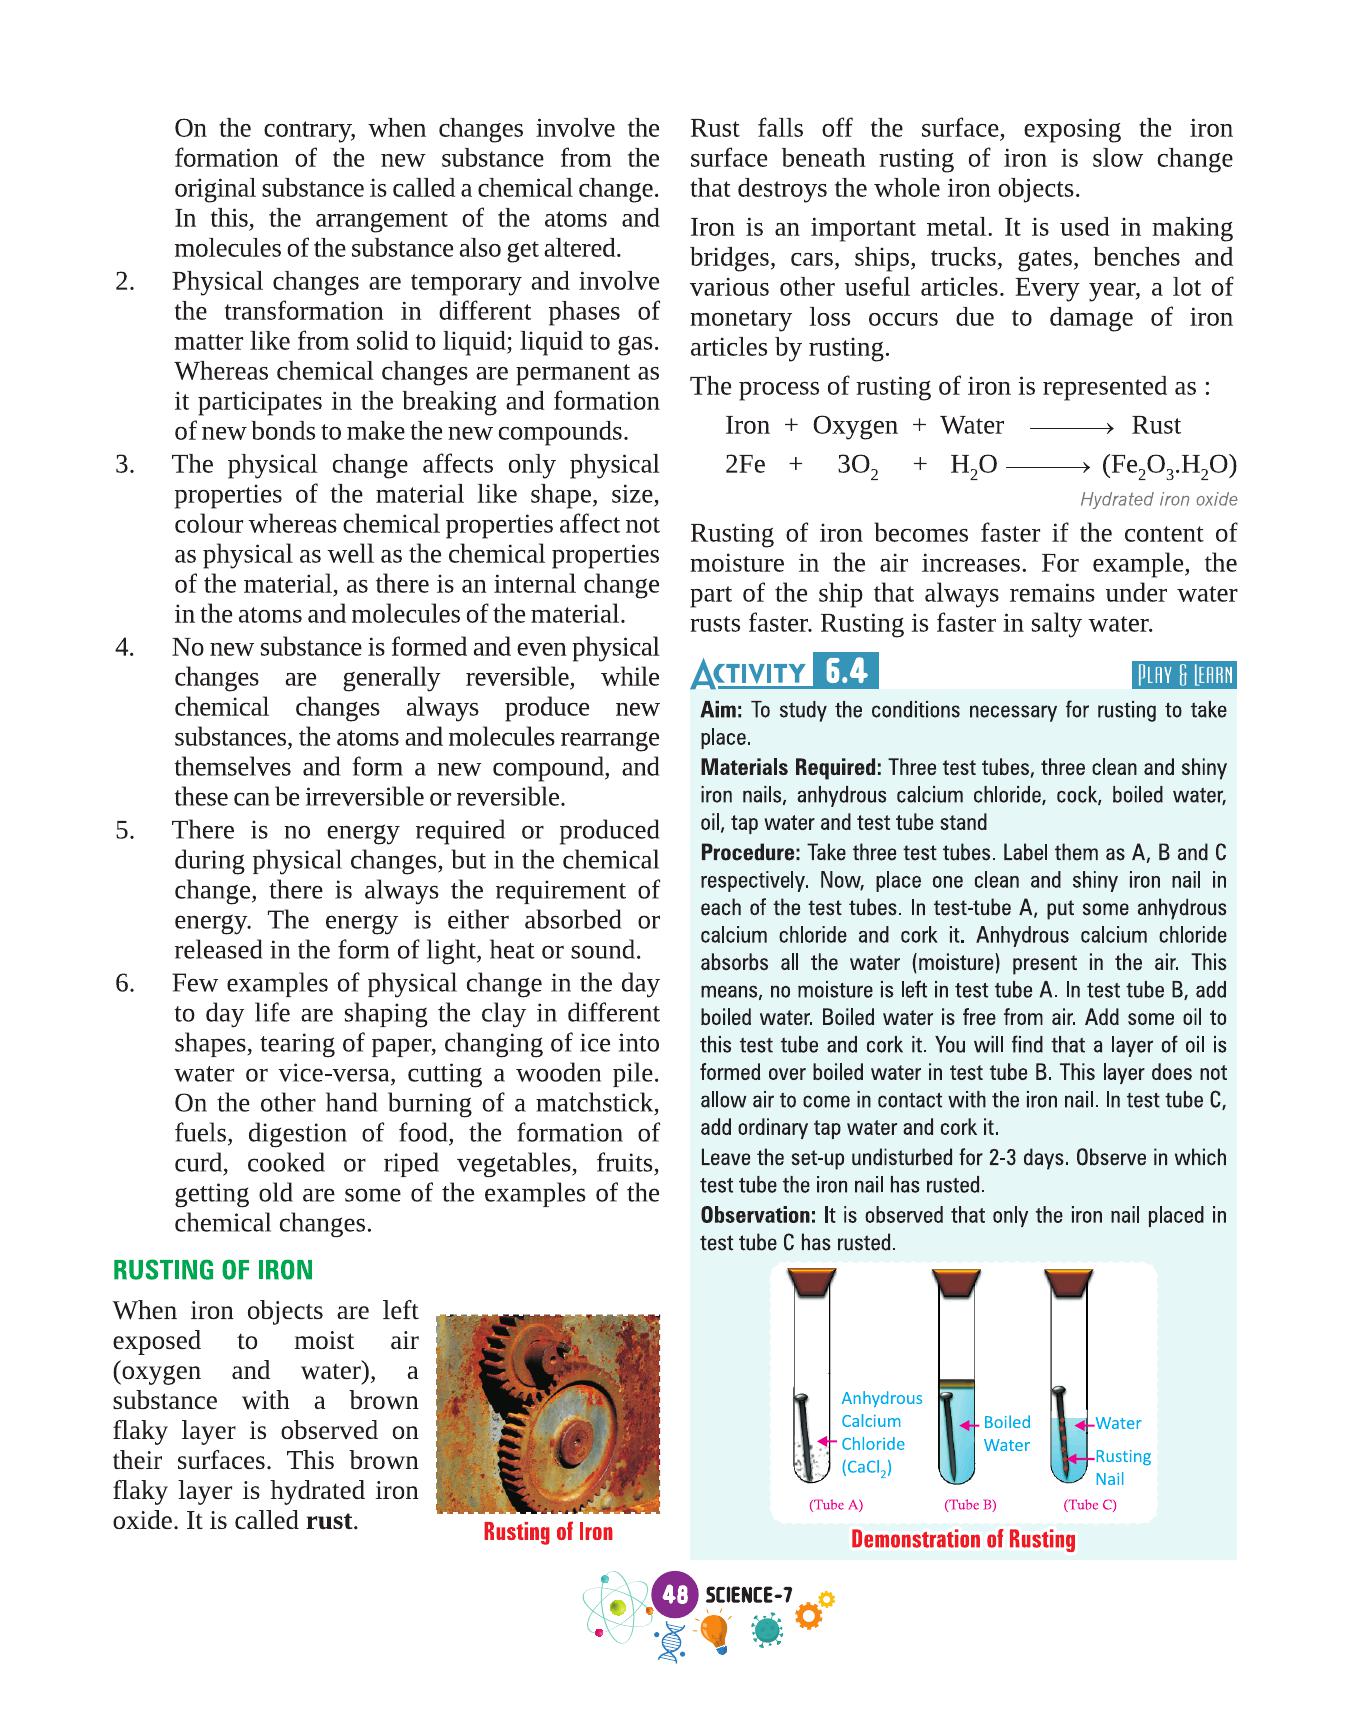 On the contrary, when changes involve the
formation of the new substance from the
original substance is called a chemical change.
In this, the arrangement of the atoms and
molecules of the substance also get altered.
2. Physical changes are temporary and involve
the transformation in different phases of
matter like from solid to liquid; liquid to gas.
Whereas chemical changes are permanent as
it participates in the breaking and formation
of new bonds to make the new compounds.
3. The physical change affects only physical
properties of the material like shape, size,
colour whereas chemical properties affect not
as physical as well as the chemical properties
of the material, as there is an internal change
in the atoms and molecules of the material.
4. No new substance is formed and even physical
changes are generally reversible, while
chemical changes always produce new
substances, the atoms and molecules rearrange
themselves and form a new compound, and
these can be irreversible or reversible.
5. There is no energy required or produced
during physical changes, but in the chemical
change, there is always the requirement of
energy. The energy is either absorbed or
released in the form of light, heat or sound.
6. Few examples of physical change in the day
to day life are shaping the clay in different
shapes, tearing of paper, changing of ice into
water or vice-versa, cutting a wooden pile.
On the other hand burning of a matchstick,
fuels, digestion of food, the formation of
curd, cooked or riped vegetables, fruits,
getting old are some of the examples of the
chemical changes.
RUSTING OF IRON
When iron objects are left
exposed to moist air
(oxygen and water), a
substance with a brown
flaky layer is observed on
their surfaces. This brown
flaky layer is hydrated iron
oxide. It is called rust.
Rusting of Iron
Rust falls off the surface, exposing the iron
surface beneath rusting of iron is slow change
that destroys the whole iron objects.
Iron is an important metal. It is used in making
bridges, cars, ships, trucks, gates, benches and
various other useful articles. Every year, a lot of
monetary loss occurs due to damage of iron
articles by rusting.
The process of rusting of iron is represented as :
Iron + Oxygen + Water ⟶ Rust
2Fe + 3O₂ + H₂O ⟶ (Fe₂O₃.H₂O)
Hydrated iron oxide
Rusting of iron becomes faster if the content of
moisture in the air increases. For example, the
part of the ship that always remains under water
rusts faster. Rusting is faster in salty water.
ACTIVITY 6.4 PLAY & LEARN
Aim: To study the conditions necessary for rusting to take
place.
Materials Required: Three test tubes, three clean and shiny
iron nails, anhydrous calcium chloride, cock, boiled water,
oil, tap water and test tube stand
Procedure: Take three test tubes. Label them as A, B and C
respectively. Now, place one clean and shiny iron nail in
each of the test tubes. In test-tube A, put some anhydrous
calcium chloride and cork it. Anhydrous calcium chloride
absorbs all the water (moisture) present in the air. This
means, no moisture is left in test tube A. In test tube B, add
boiled water. Boiled water is free from air. Add some oil to
this test tube and cork it. You will find that a layer of oil is
formed over boiled water in test tube B. This layer does not
allow air to come in contact with the iron nail. In test tube C,
add ordinary tap water and cork it.
Leave the set-up undisturbed for 2-3 days. Observe in which
test tube the iron nail has rusted.
Observation: It is observed that only the iron nail placed in
test tube C has rusted.
Anhydrous
Calcium
Chloride
(CaCl₂)
Boiled
Water
Water
Rusting
Nail
(Tube A) (Tube B) (Tube C)
Demonstration of Rusting
48 SCIENCE-7